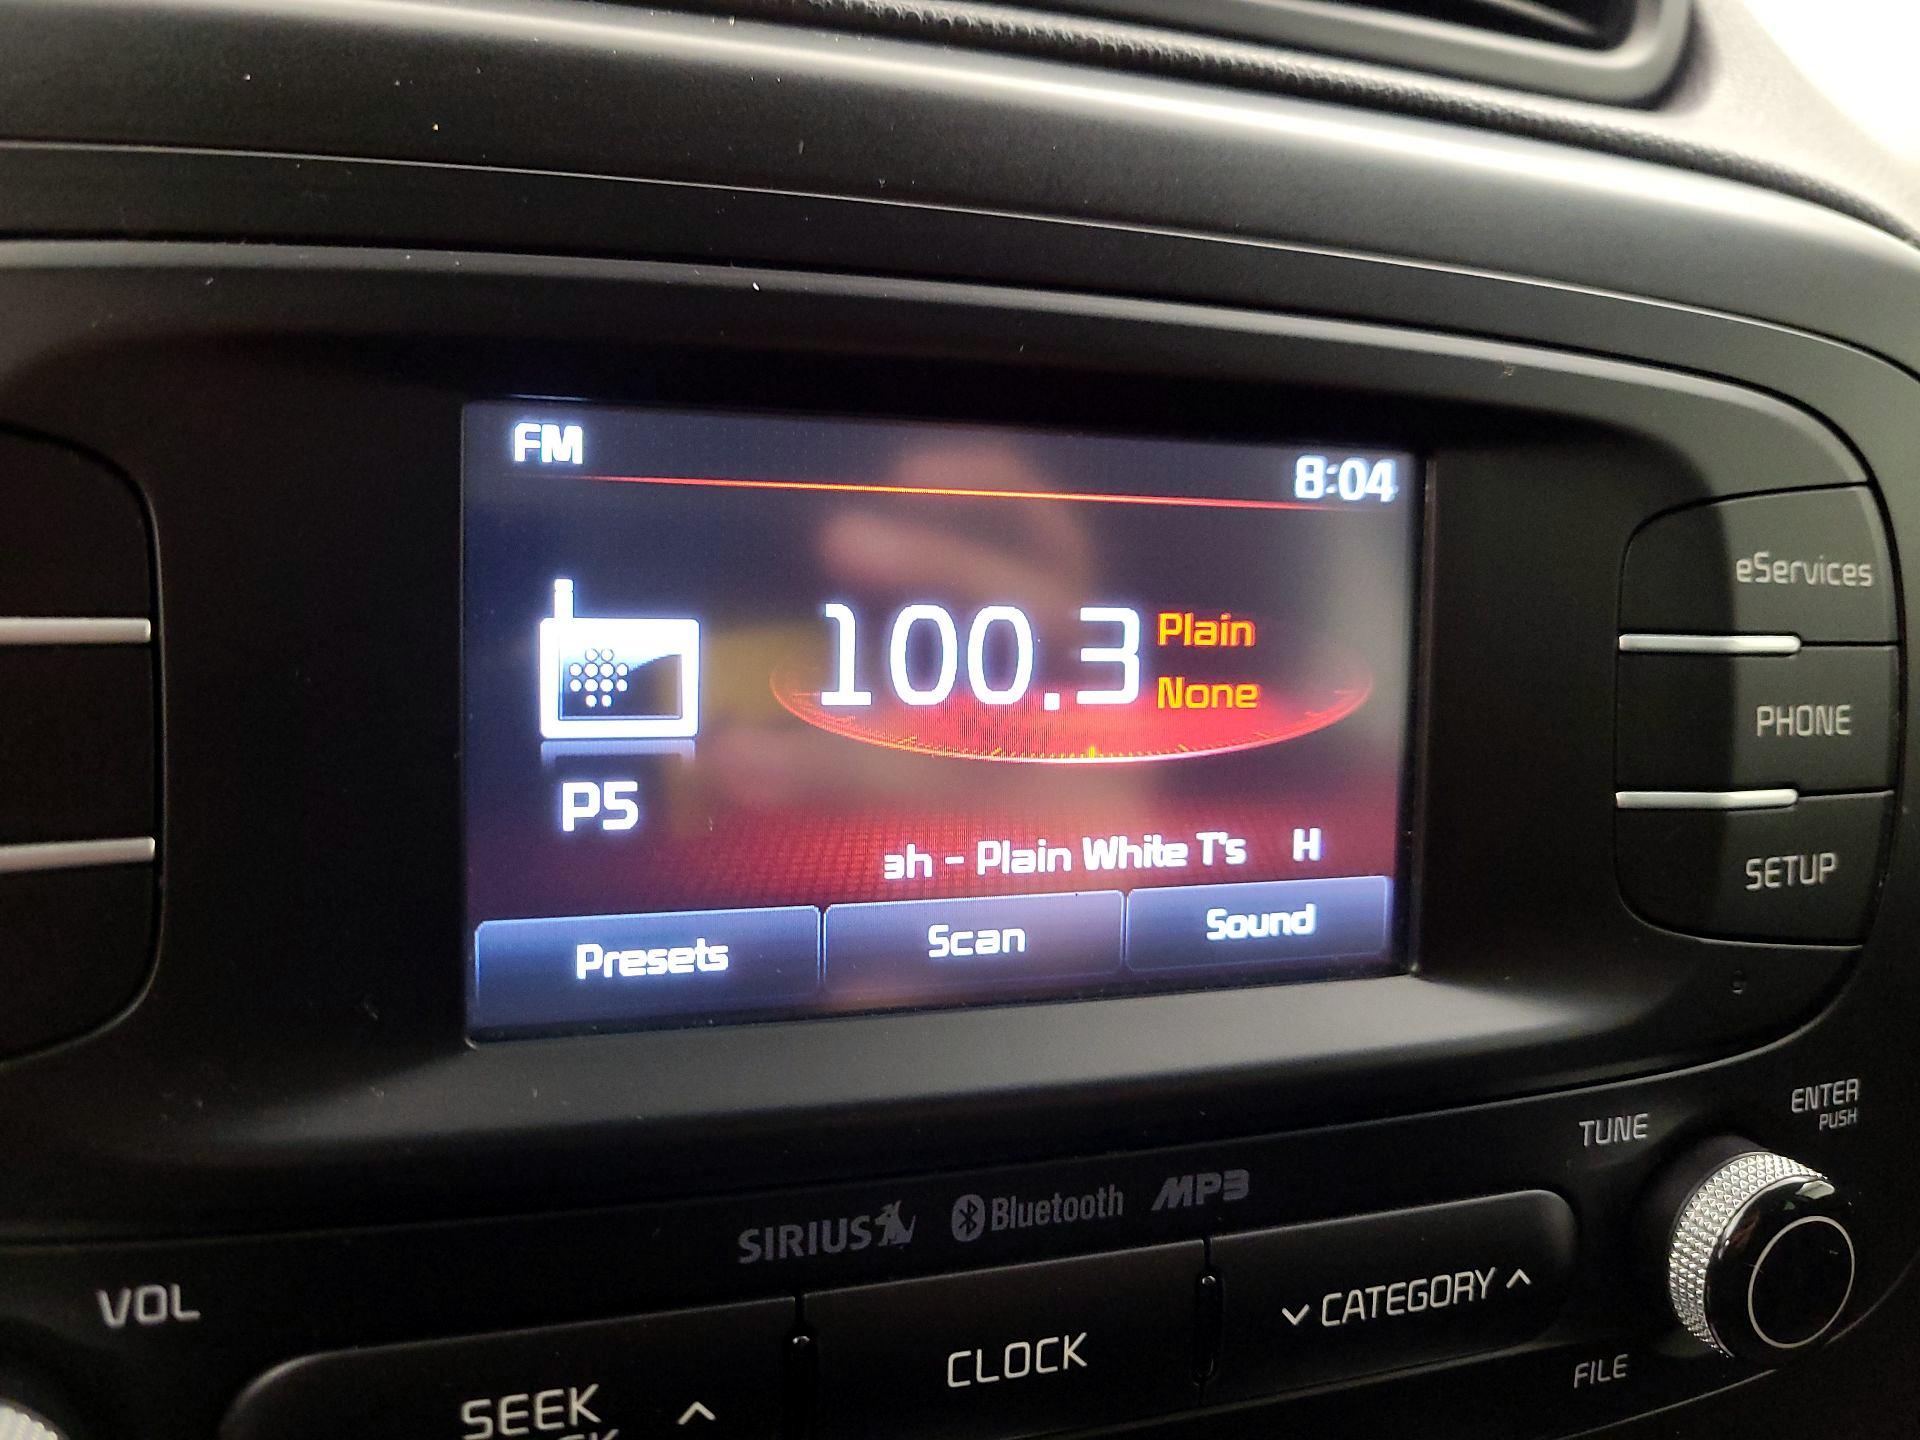 FM
8:04
100.3
Plain
None
P5
ah - Plain White T's H
Presets
Scan
Sound
eServices
PHONE
SETUP
TUNE
ENTER
PUSH
SIRIUS
Bluetooth
MP3
VOL
SEEK
CLOCK
CATEGORY
FILE